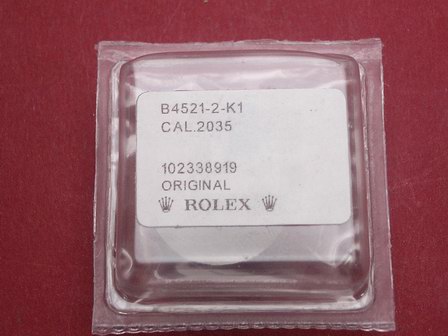 B4521-2-K1
CAL.2035
102338919
ORIGINAL
ROLEX